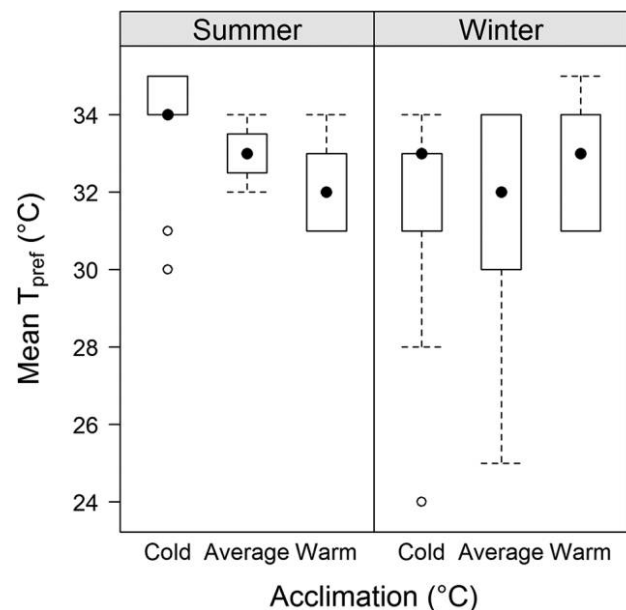 Summer Winter
Mean Tpref (°C)
34
32
30
28
26
24
Cold Average Warm Cold Average Warm
Acclimation (°C)